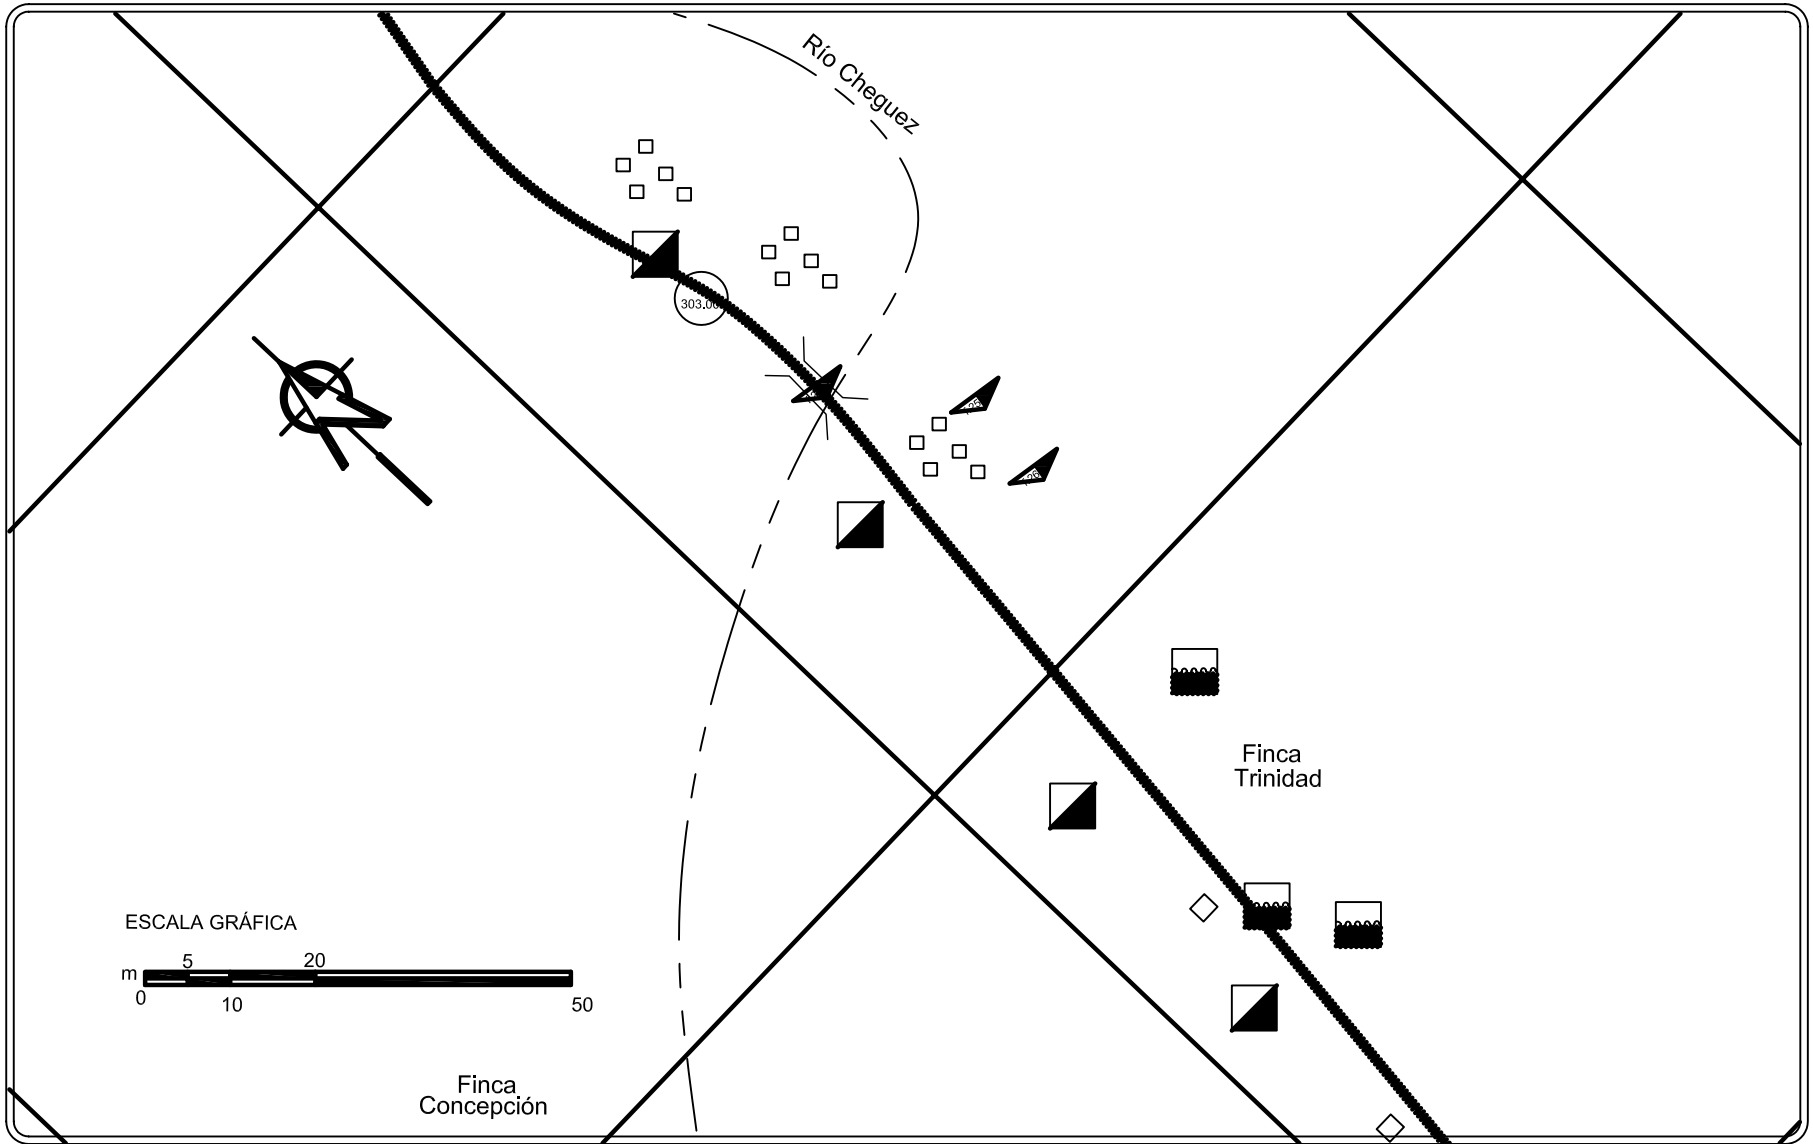 Río Cheguez
303.00
Finca
Trinidad
ESCALA GRÁFICA
5 20
m
0 10 50
Finca
Concepción